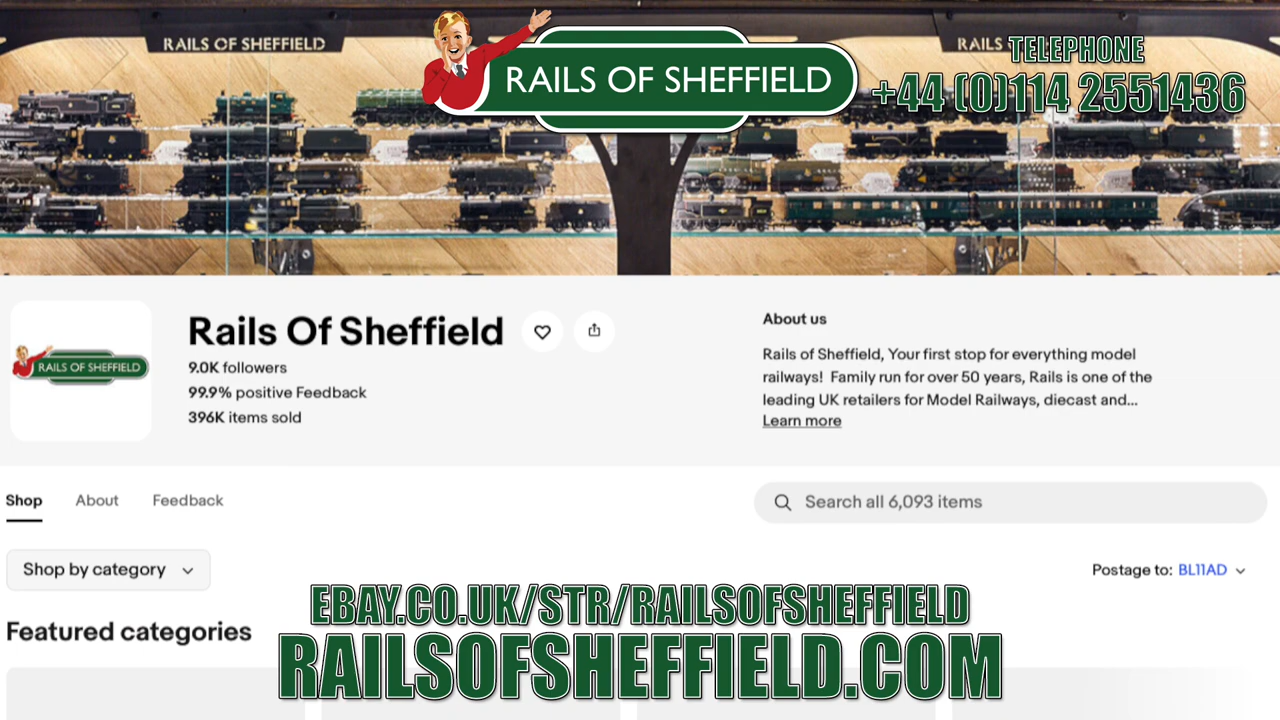 RAILS OF SHEFFIELD
RAILS
TELEPHONE
+44 (0)114 2551436
RAILS OF SHEFFIELD
RAILS OF SHEFFIELD
Rails Of Sheffield
9.0K followers
99.9% positive Feedback
396K items sold
About us
Rails of Sheffield, Your first stop for everything model
railways! Family run for over 50 years, Rails is one of the
leading UK retailers for Model Railways, diecast and...
Learn more
Shop About Feedback
Search all 6,093 items
Shop by category
Postage to: BL11AD
EBAY.CO.UK/STR/RAILSOFSHEFFIELD
Featured categories
RAILSOFSHEFFIELD.COM